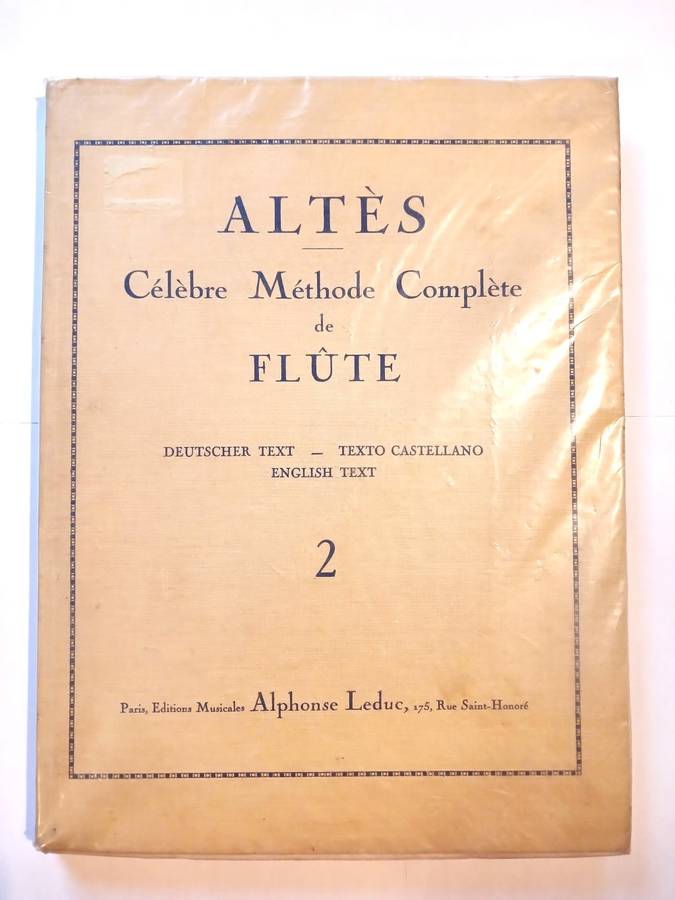 ALTÈS
Célèbre Méthode Complète
de
FLÛTE
DEUTSCHER TEXT — TEXTO CASTELLANO
ENGLISH TEXT
2
Paris, Editions Musicales Alphonse Leduc, 175, Rue Saint-Honoré